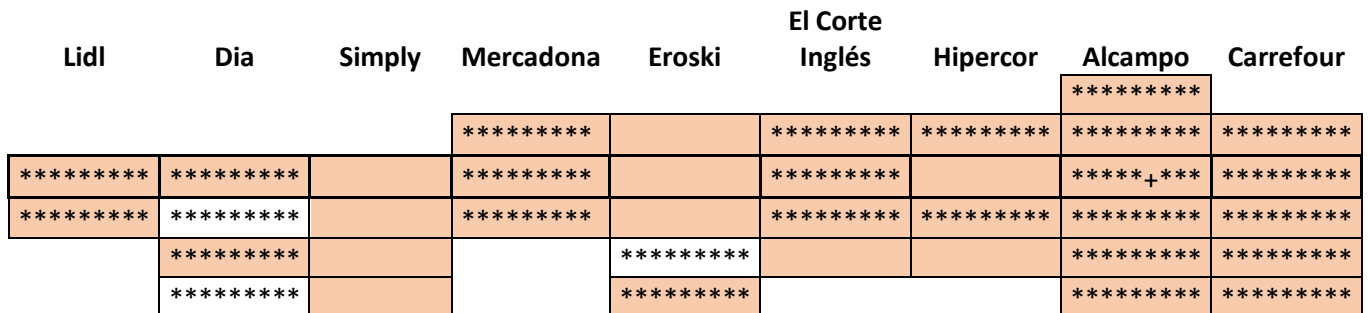 El Corte
Lidl Dia Simply Mercadona Eroski Inglés Hipercor Alcampo Carrefour
*********
********* ********* ********* ********* *********
********* ********* ********* ********* *****+*** *********
********* ********* ********* ********* ********* ********* *********
********* ********* ********* *********
********* ********* ********* *********